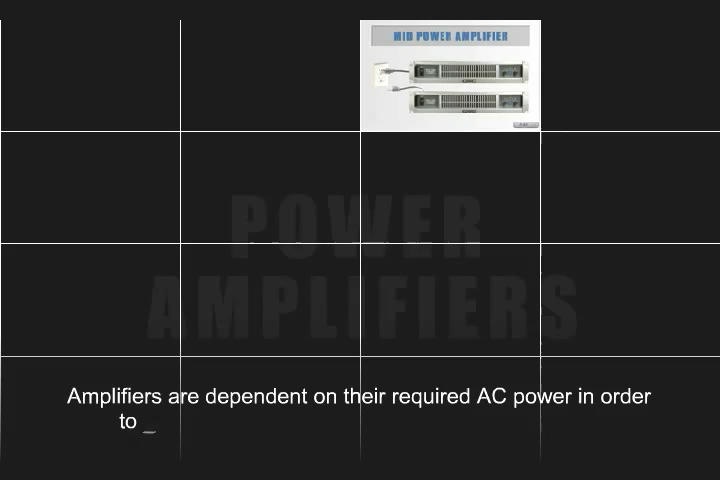 MID POWER AMPLIFIER
POWER
AMPLIFIERS
Amplifiers are dependent on their required AC power in order
to _